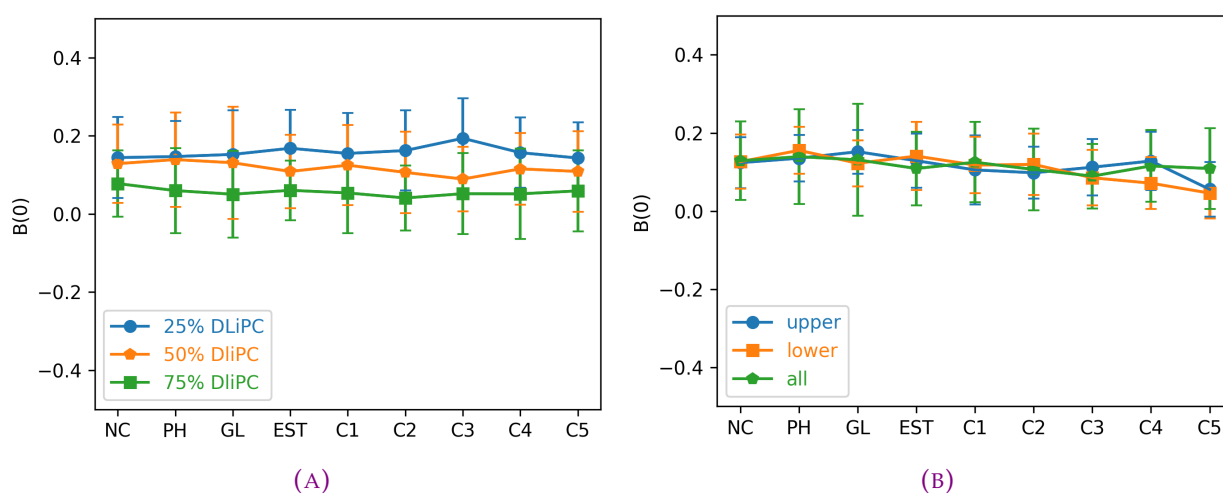 0.4
0.2
0.0
−0.2
−0.4
B(0)
25% DLiPC
50% DliPC
75% DliPC
NC PH GL EST C1 C2 C3 C4 C5
(A)
0.4
0.2
0.0
−0.2
−0.4
B(0)
upper
lower
all
NC PH GL EST C1 C2 C3 C4 C5
(B)